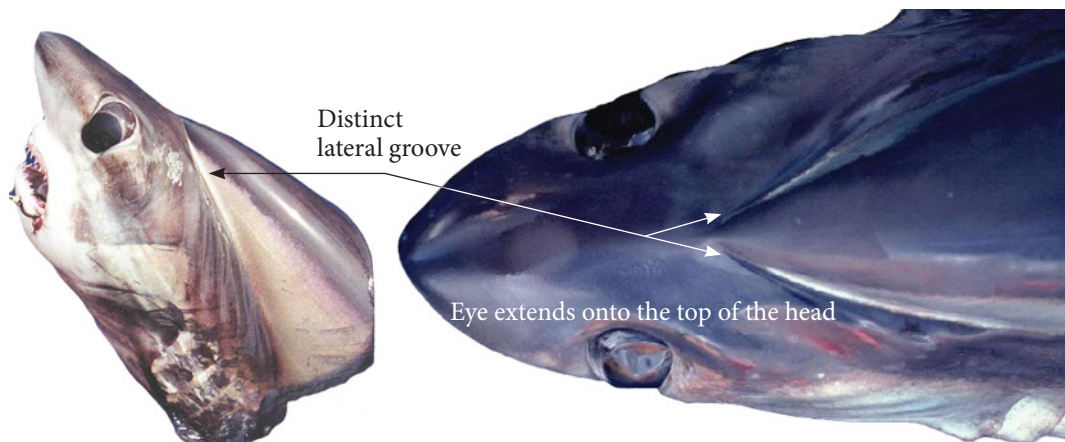 Distinct
lateral groove
Eye extends onto the top of the head